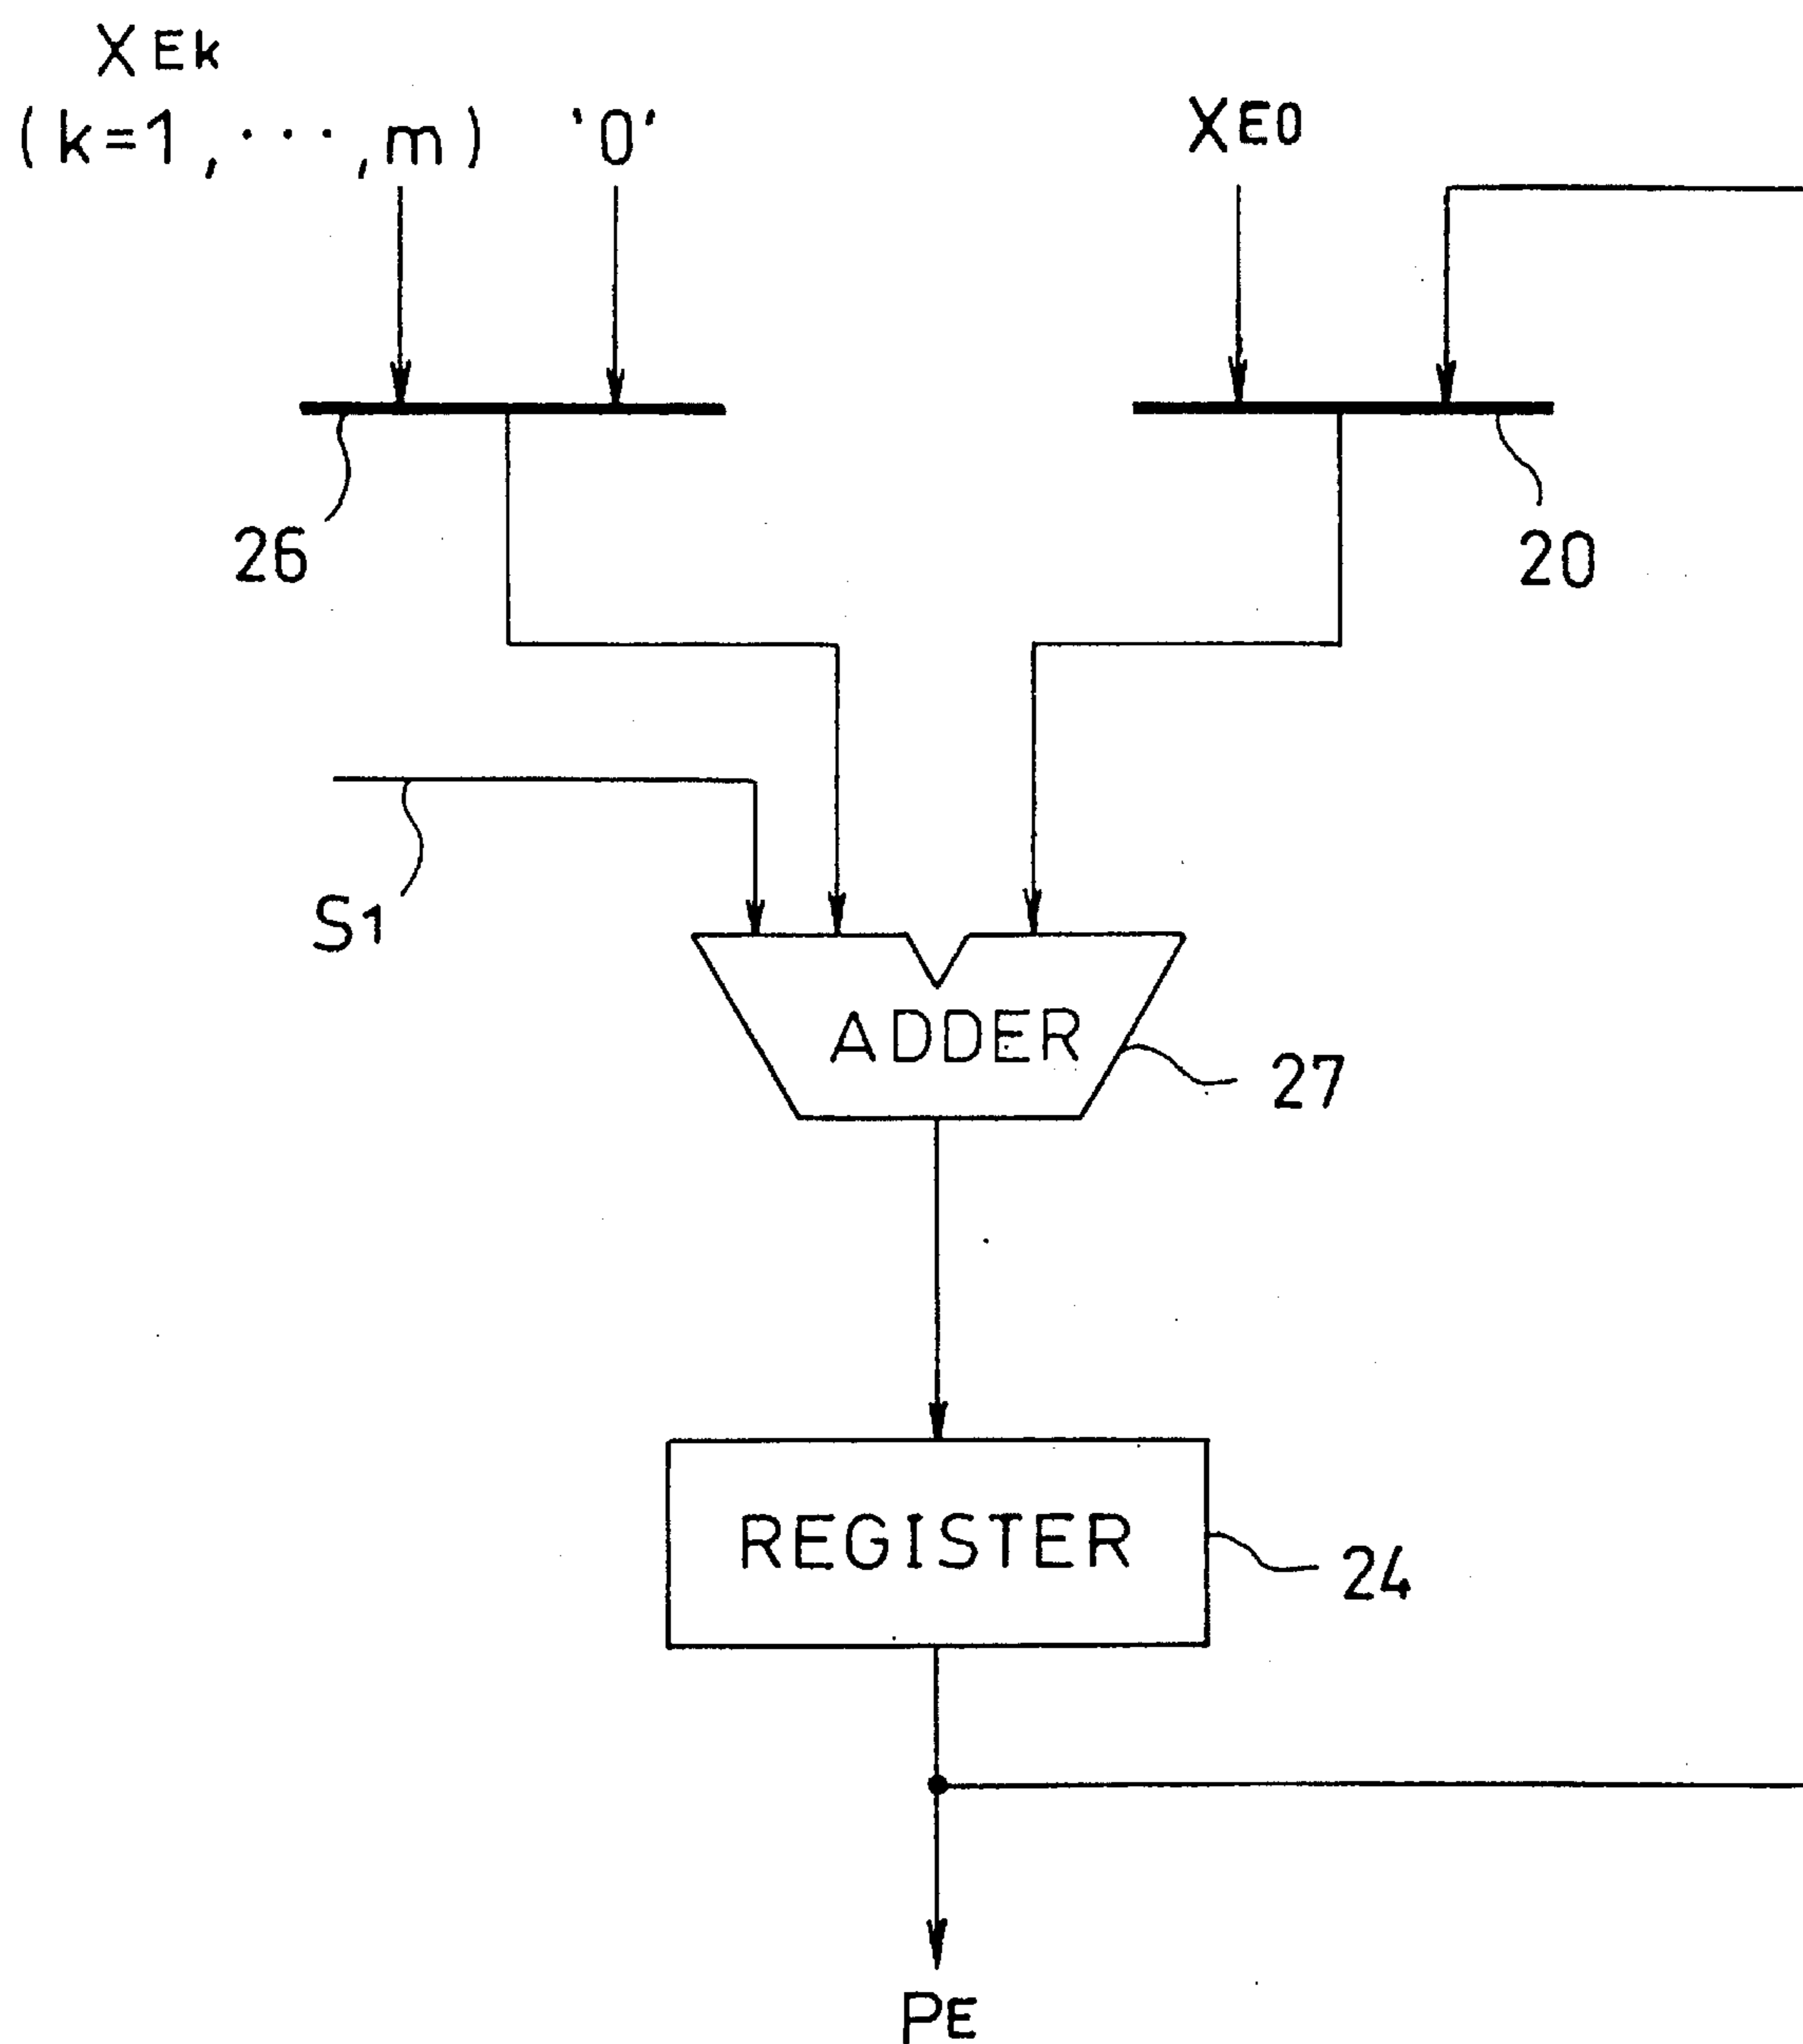 XEk
(k=1, ···, m) '0'
XE0
26
20
S1
ADDER
27
REGISTER
24
PE